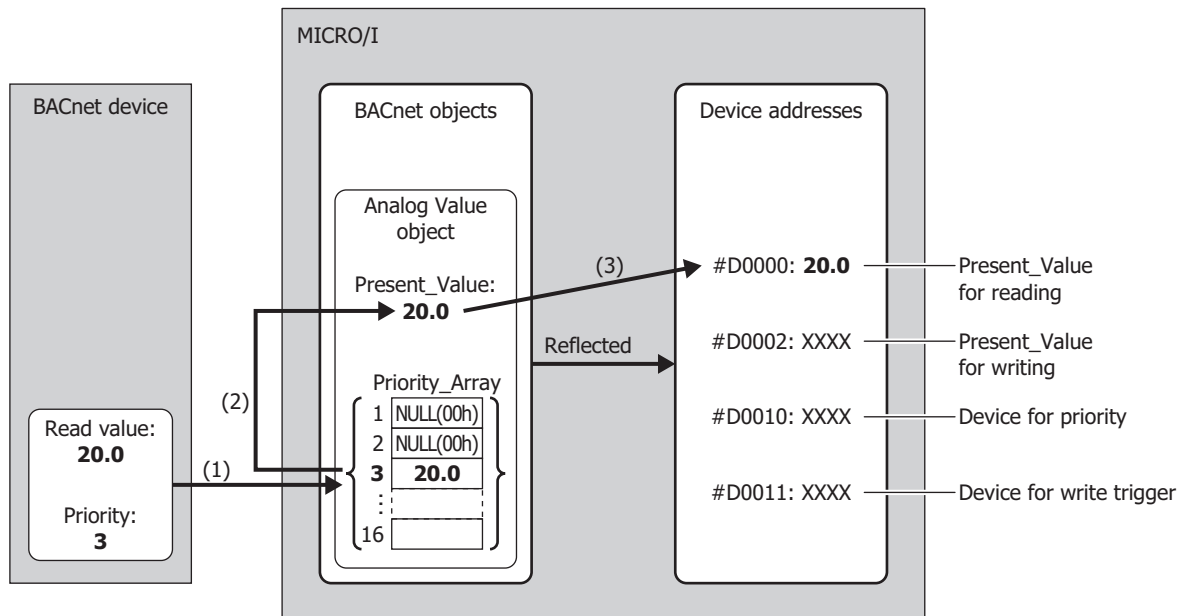 MICRO/I
BACnet device
BACnet objects
Device addresses
Analog Value
object
(3)
#D0000: 20.0
Present_Value
for reading
Present_Value:
20.0
Reflected
#D0002: XXXX
Present_Value
for writing
Priority_Array
(2)
1 NULL(00h)
2 NULL(00h)
3 20.0
:
16
#D0010: XXXX
Device for priority
Read value:
20.0
(1)
Priority:
3
#D0011: XXXX
Device for write trigger